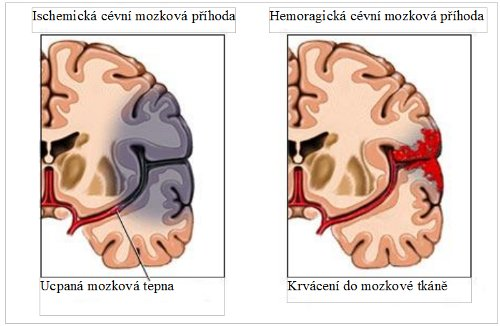 Ischemická cévní mozková příhoda
Hemoragická cévní mozková příhoda
Ucpaná mozková tepna
Krvácení do mozkové tkáně